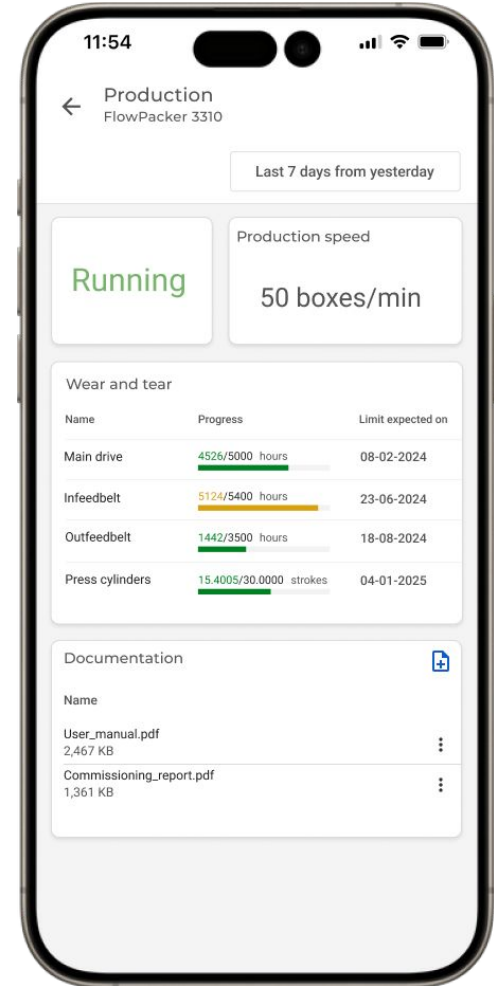 11:54
Production
FlowPacker 3310
Last 7 days from yesterday
Running
Production speed
50 boxes/min
Wear and tear
Name Progress Limit expected on
Main drive 4526/5000 hours 08-02-2024
Infeedbelt 5124/5400 hours 23-06-2024
Outfeedbelt 1442/3500 hours 18-08-2024
Press cylinders 15.4005/30.0000 strokes 04-01-2025
Documentation
Name
User_manual.pdf
2,467 KB
Commissioning_report.pdf
1,361 KB